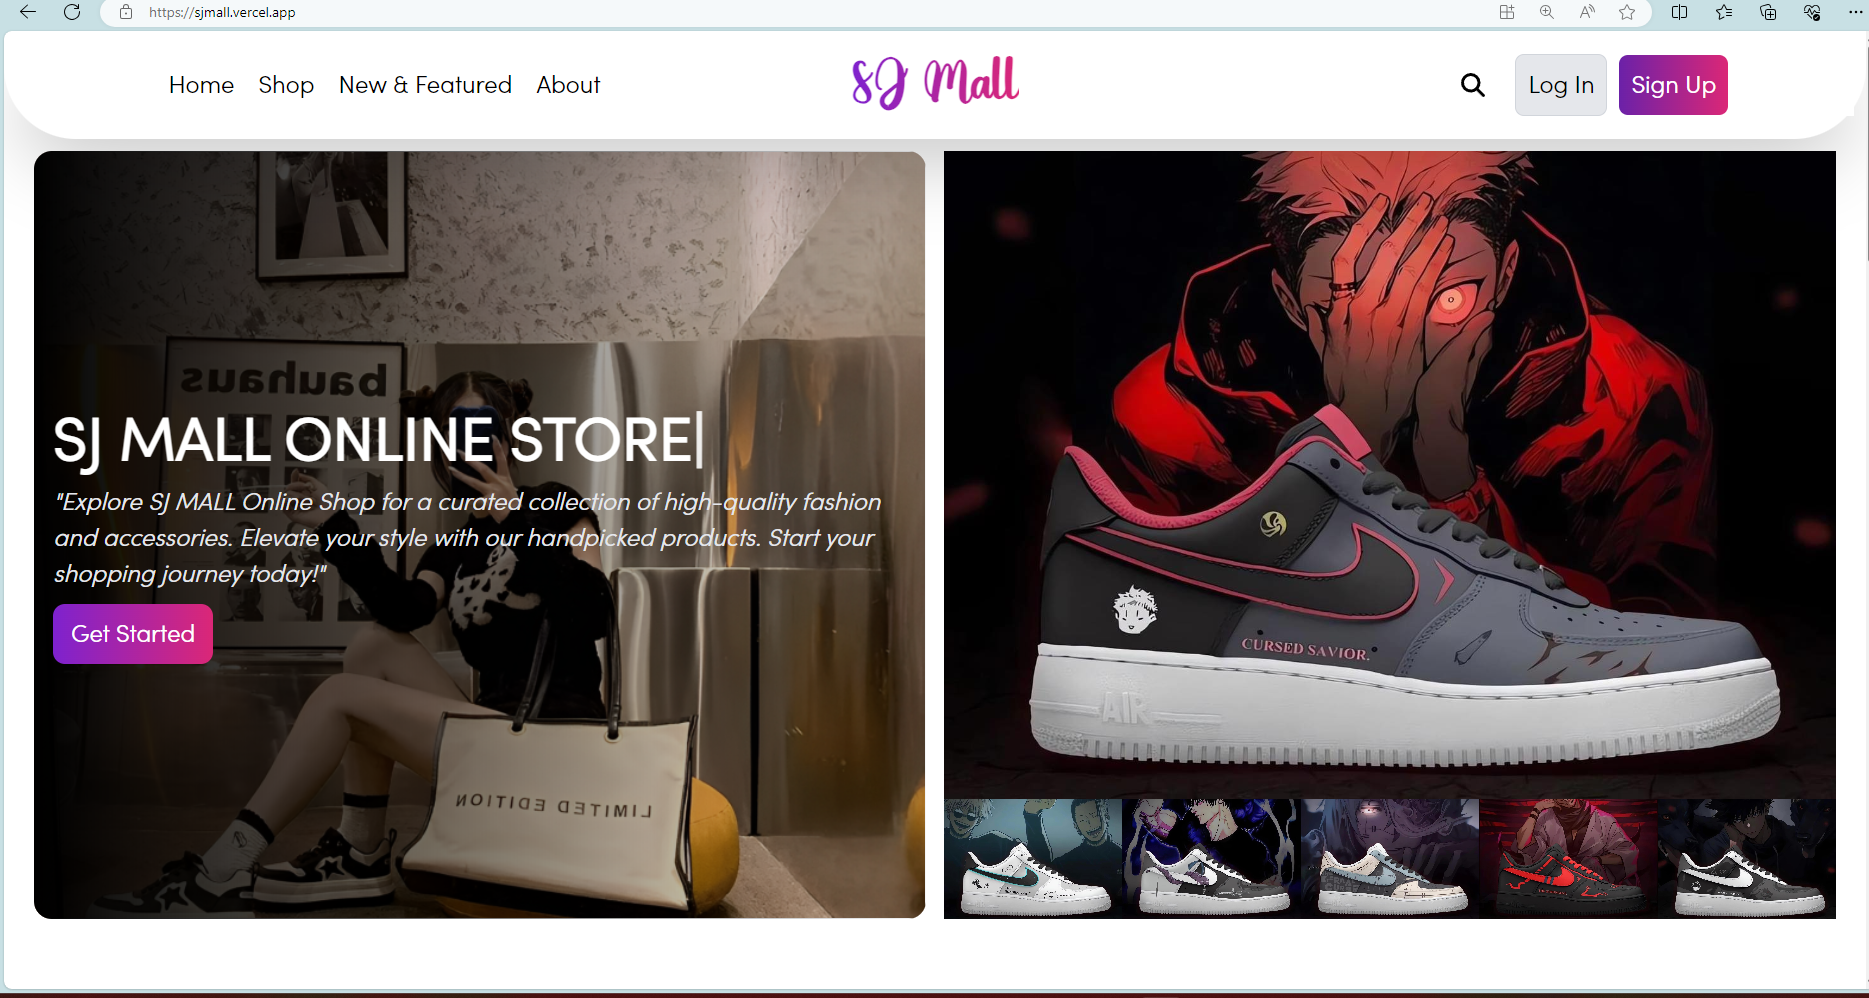 https://sjmall.vercel.app
Home Shop New & Featured About
SJ Mall
Log In Sign Up
bauhaus
SJ MALL ONLINE STORE|
"Explore SJ MALL Online Shop for a curated collection of high-quality fashion
and accessories. Elevate your style with our handpicked products. Start your
shopping journey today!"
Get Started
LIMITED EDITION
CURSED SAVIOR.
AIR